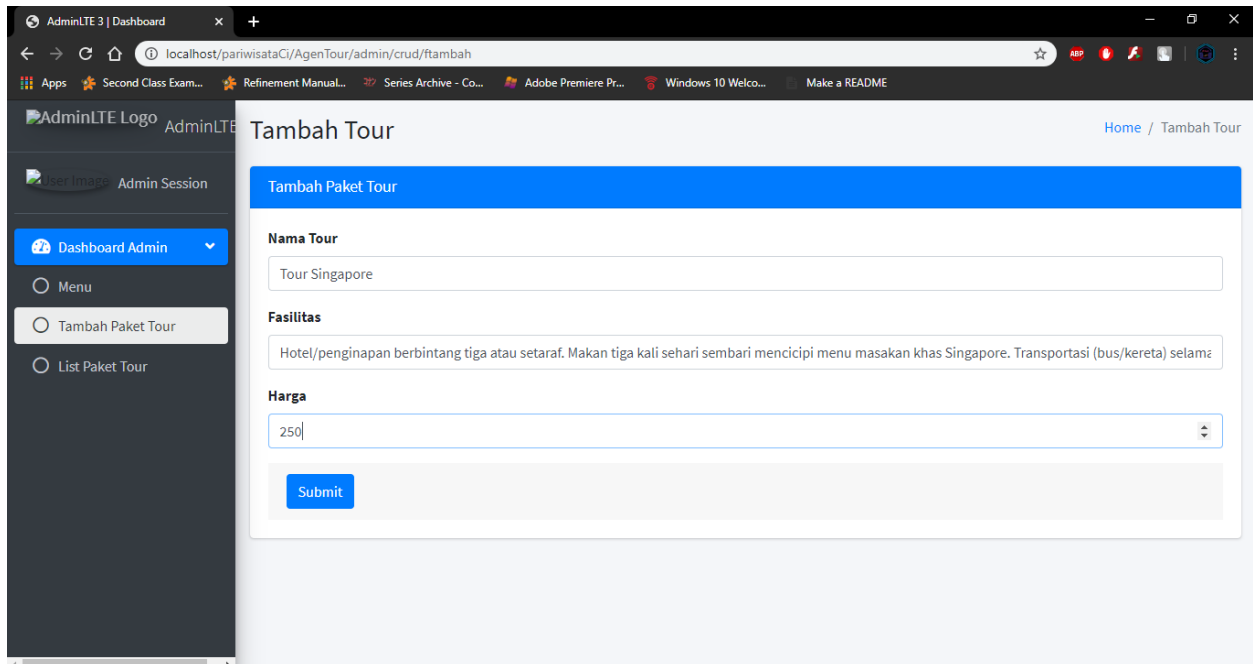 AdminLTE 3 | Dashboard
localhost/pariwisataCi/AgenTour/admin/crud/ftambah
ABP
Apps Second Class Exam... Refinement Manual... Series Archive - Co... Adobe Premiere Pr... Windows 10 Welco... Make a README
AdminLTE Logo AdminLTE
User Image Admin Session
Dashboard Admin
Menu
Tambah Paket Tour
List Paket Tour
Tambah Tour
Home / Tambah Tour
Tambah Paket Tour
Nama Tour
Tour Singapore
Fasilitas
Hotel/penginapan berbintang tiga atau setaraf. Makan tiga kali sehari sembari mencicipi menu masakan khas Singapore. Transportasi (bus/kereta) selama
Harga
250
Submit